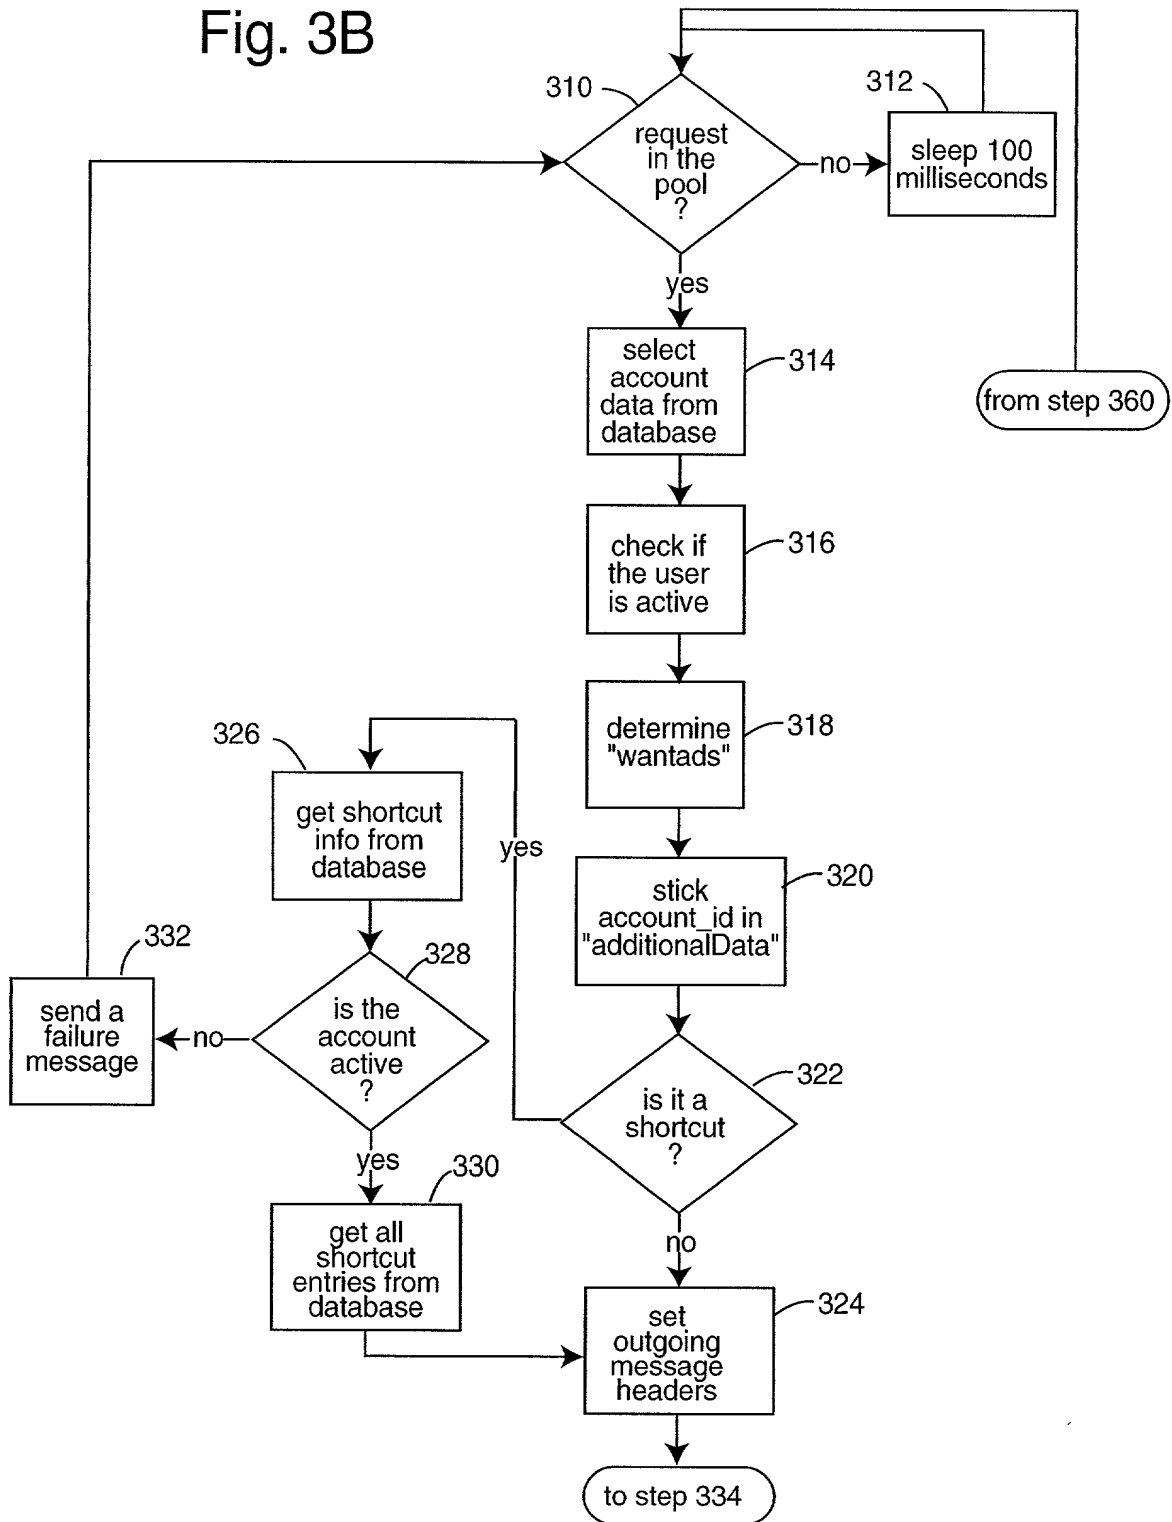 Fig. 3B
310
request
in the
pool
?
no
312
sleep 100
milliseconds
yes
select
account
data from
database
314
from step 360
check if
the user
is active
316
determine
"wantads"
318
326
get shortcut
info from
database
yes
stick
account_id in
"additionalData"
320
332
send a
failure
message
no
328
is the
account
active
?
322
is it a
shortcut
?
yes
330
get all
shortcut
entries from
database
no
set
outgoing
message
headers
324
to step 334